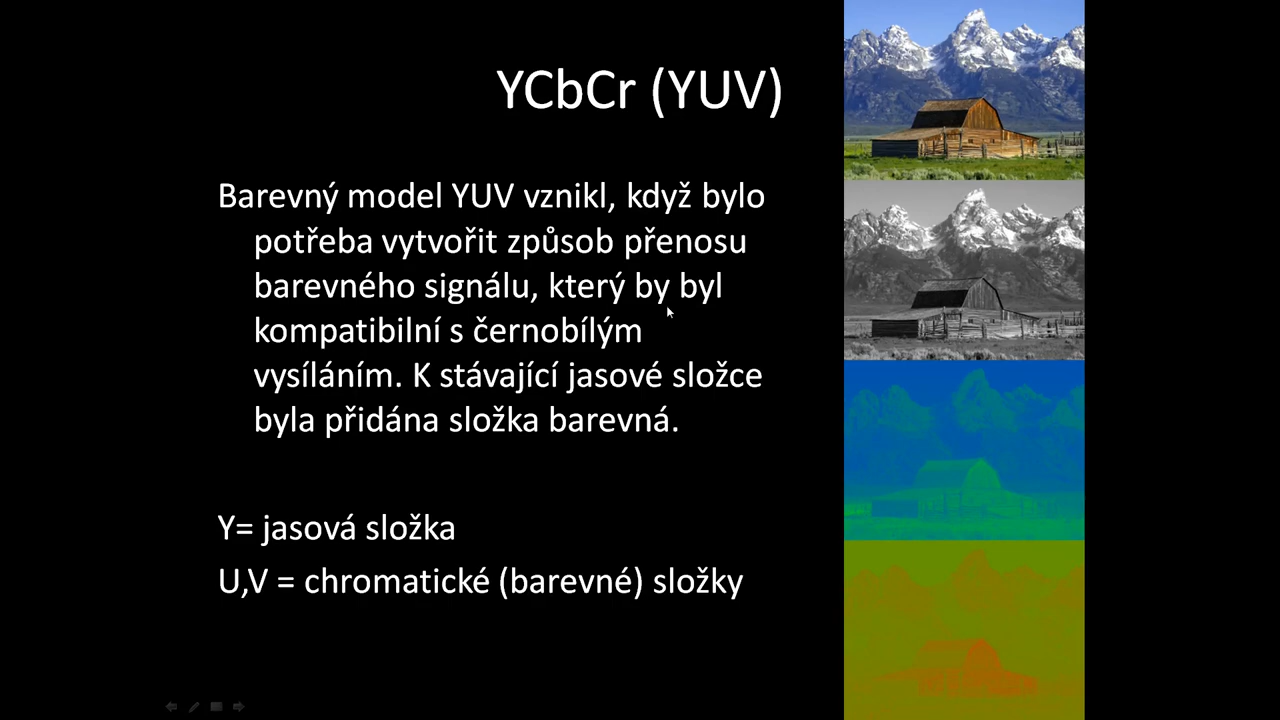 YCbCr (YUV)
Barevný model YUV vznikl, když bylo
potřeba vytvořit způsob přenosu
barevného signálu, který by byl
kompatibilní s černobílým
vysíláním. K stávající jasové složce
byla přidána složka barevná.
Y= jasová složka
U,V = chromatické (barevné) složky